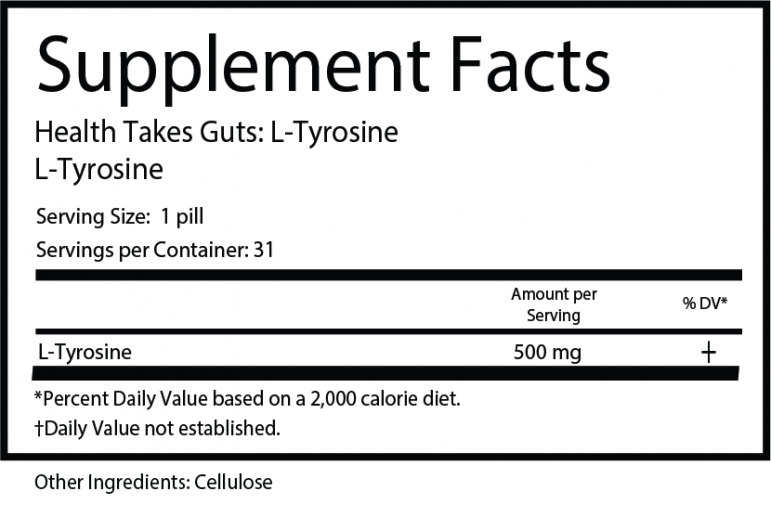 Supplement Facts
Health Takes Guts: L-Tyrosine
L-Tyrosine
Serving Size:  1 pill
Servings per Container: 31
Amount per
Serving
% DV*
L-Tyrosine 500 mg †
*Percent Daily Value based on a 2,000 calorie diet.
†Daily Value not established.
Other Ingredients: Cellulose